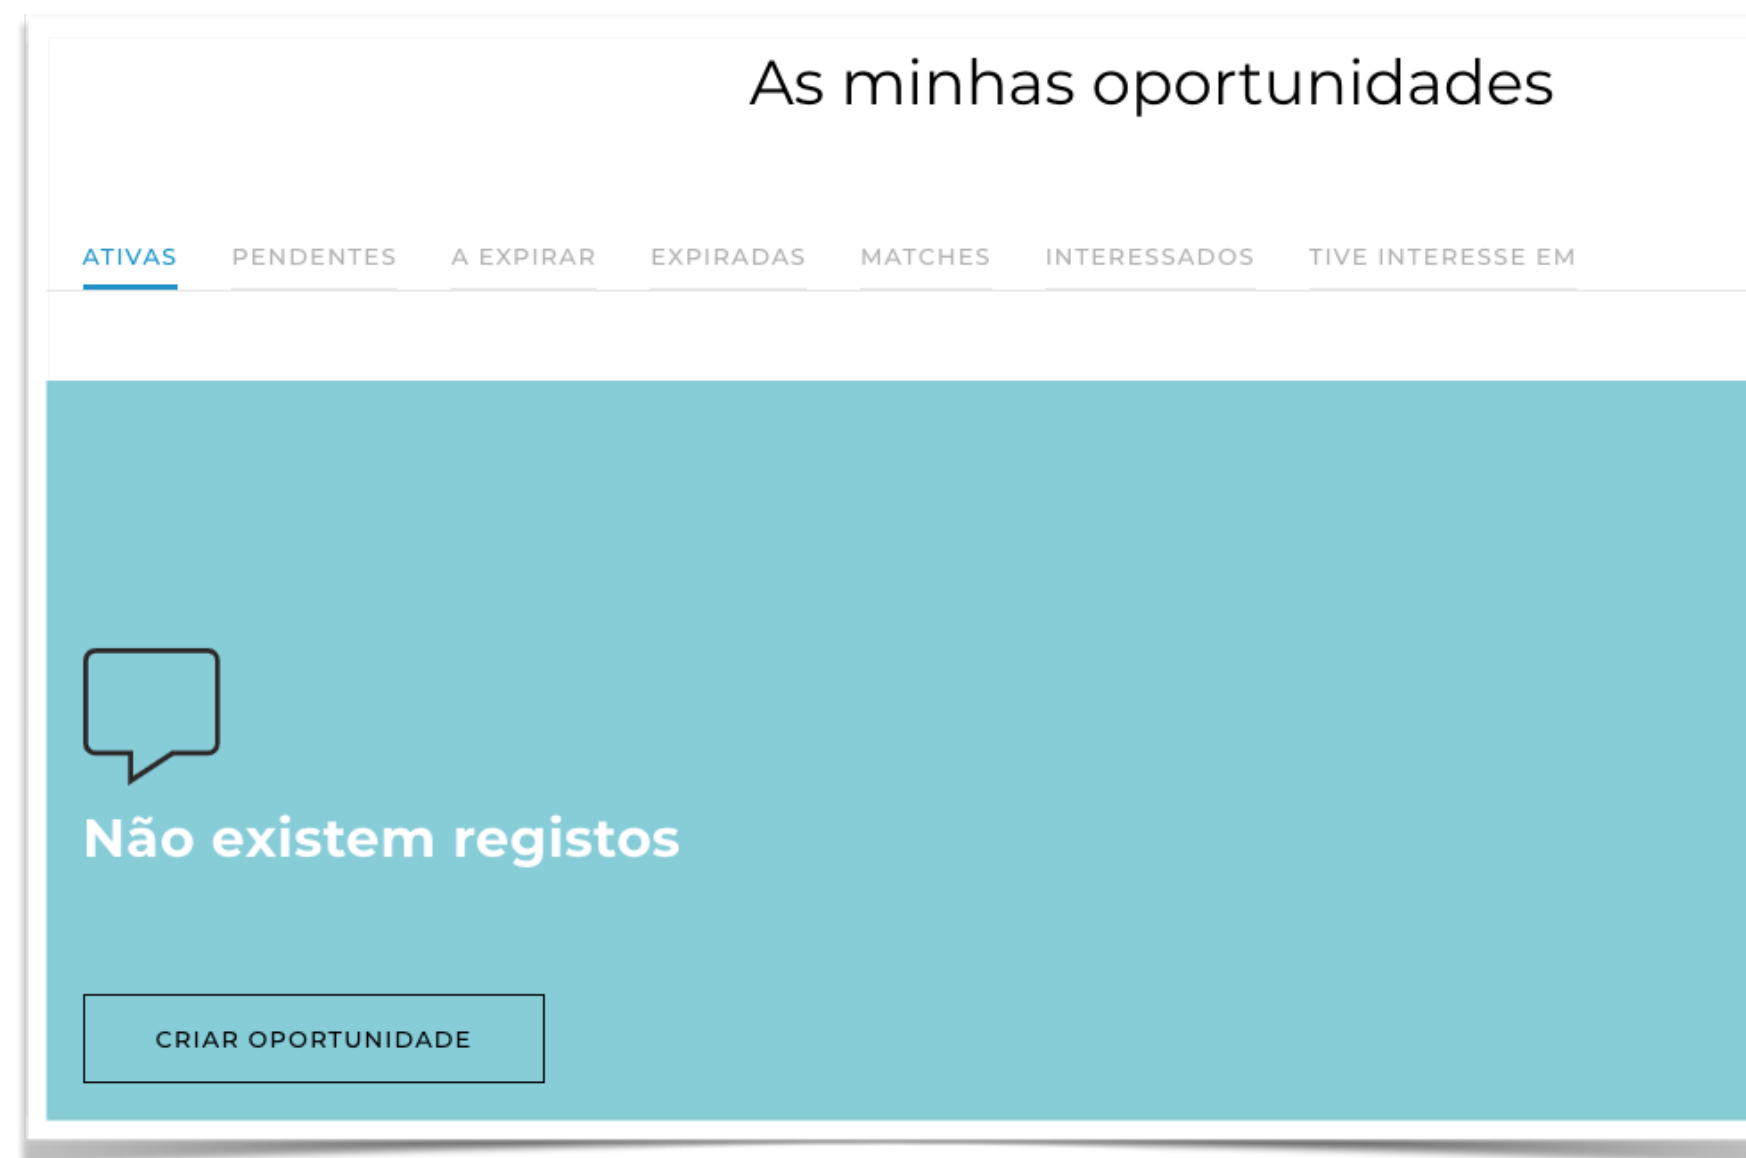 As minhas oportunidades
ATIVAS PENDENTES A EXPIRAR EXPIRADAS MATCHES INTERESSADOS TIVE INTERESSE EM
Não existem registos
CRIAR OPORTUNIDADE